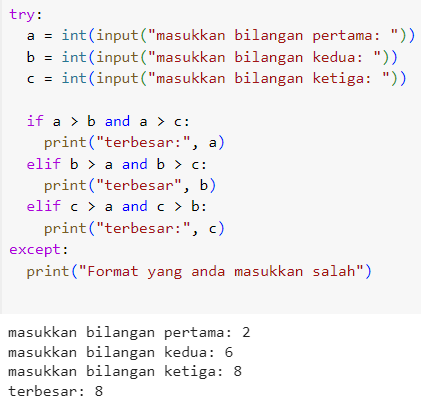 try:
  a = int(input("masukkan bilangan pertama: "))
  b = int(input("masukkan bilangan kedua: "))
  c = int(input("masukkan bilangan ketiga: "))

  if a > b and a > c:
    print("terbesar:", a)
  elif b > a and b > c:
    print("terbesar", b)
  elif c > a and c > b:
    print("terbesar:", c)
except:
  print("Format yang anda masukkan salah")

masukkan bilangan pertama: 2
masukkan bilangan kedua: 6
masukkan bilangan ketiga: 8
terbesar: 8